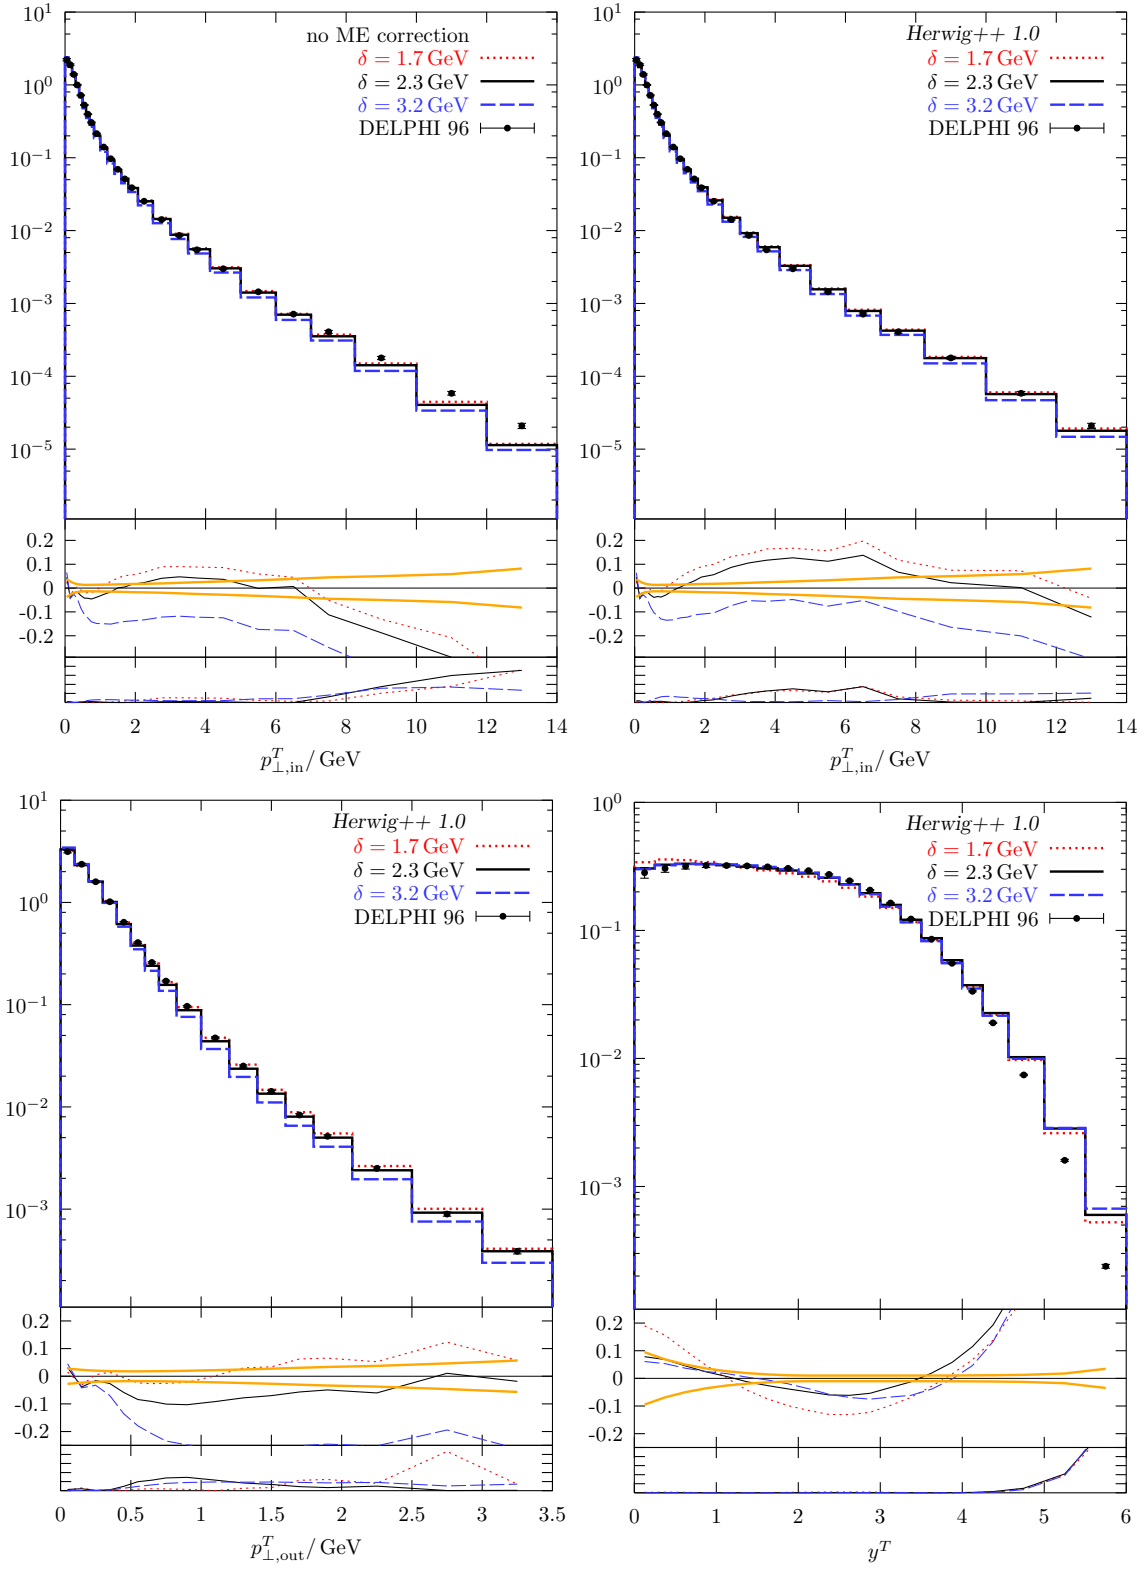 10^1
10^0
10^-1
10^-2
10^-3
10^-4
10^-5
no ME correction
δ = 1.7 GeV
δ = 2.3 GeV
δ = 3.2 GeV
DELPHI 96
0.2
0.1
0
-0.1
-0.2
0 2 4 6 8 10 12 14
p^T_⊥,in / GeV
10^1
10^0
10^-1
10^-2
10^-3
10^-4
10^-5
Herwig++ 1.0
δ = 1.7 GeV
δ = 2.3 GeV
δ = 3.2 GeV
DELPHI 96
0.2
0.1
0
-0.1
-0.2
0 2 4 6 8 10 12 14
p^T_⊥,in / GeV
10^1
10^0
10^-1
10^-2
10^-3
Herwig++ 1.0
δ = 1.7 GeV
δ = 2.3 GeV
δ = 3.2 GeV
DELPHI 96
0.2
0.1
0
-0.1
-0.2
0 0.5 1 1.5 2 2.5 3 3.5
p^T_⊥,out / GeV
10^0
10^-1
10^-2
10^-3
Herwig++ 1.0
δ = 1.7 GeV
δ = 2.3 GeV
δ = 3.2 GeV
DELPHI 96
0.2
0.1
0
-0.1
-0.2
0 1 2 3 4 5 6
y^T